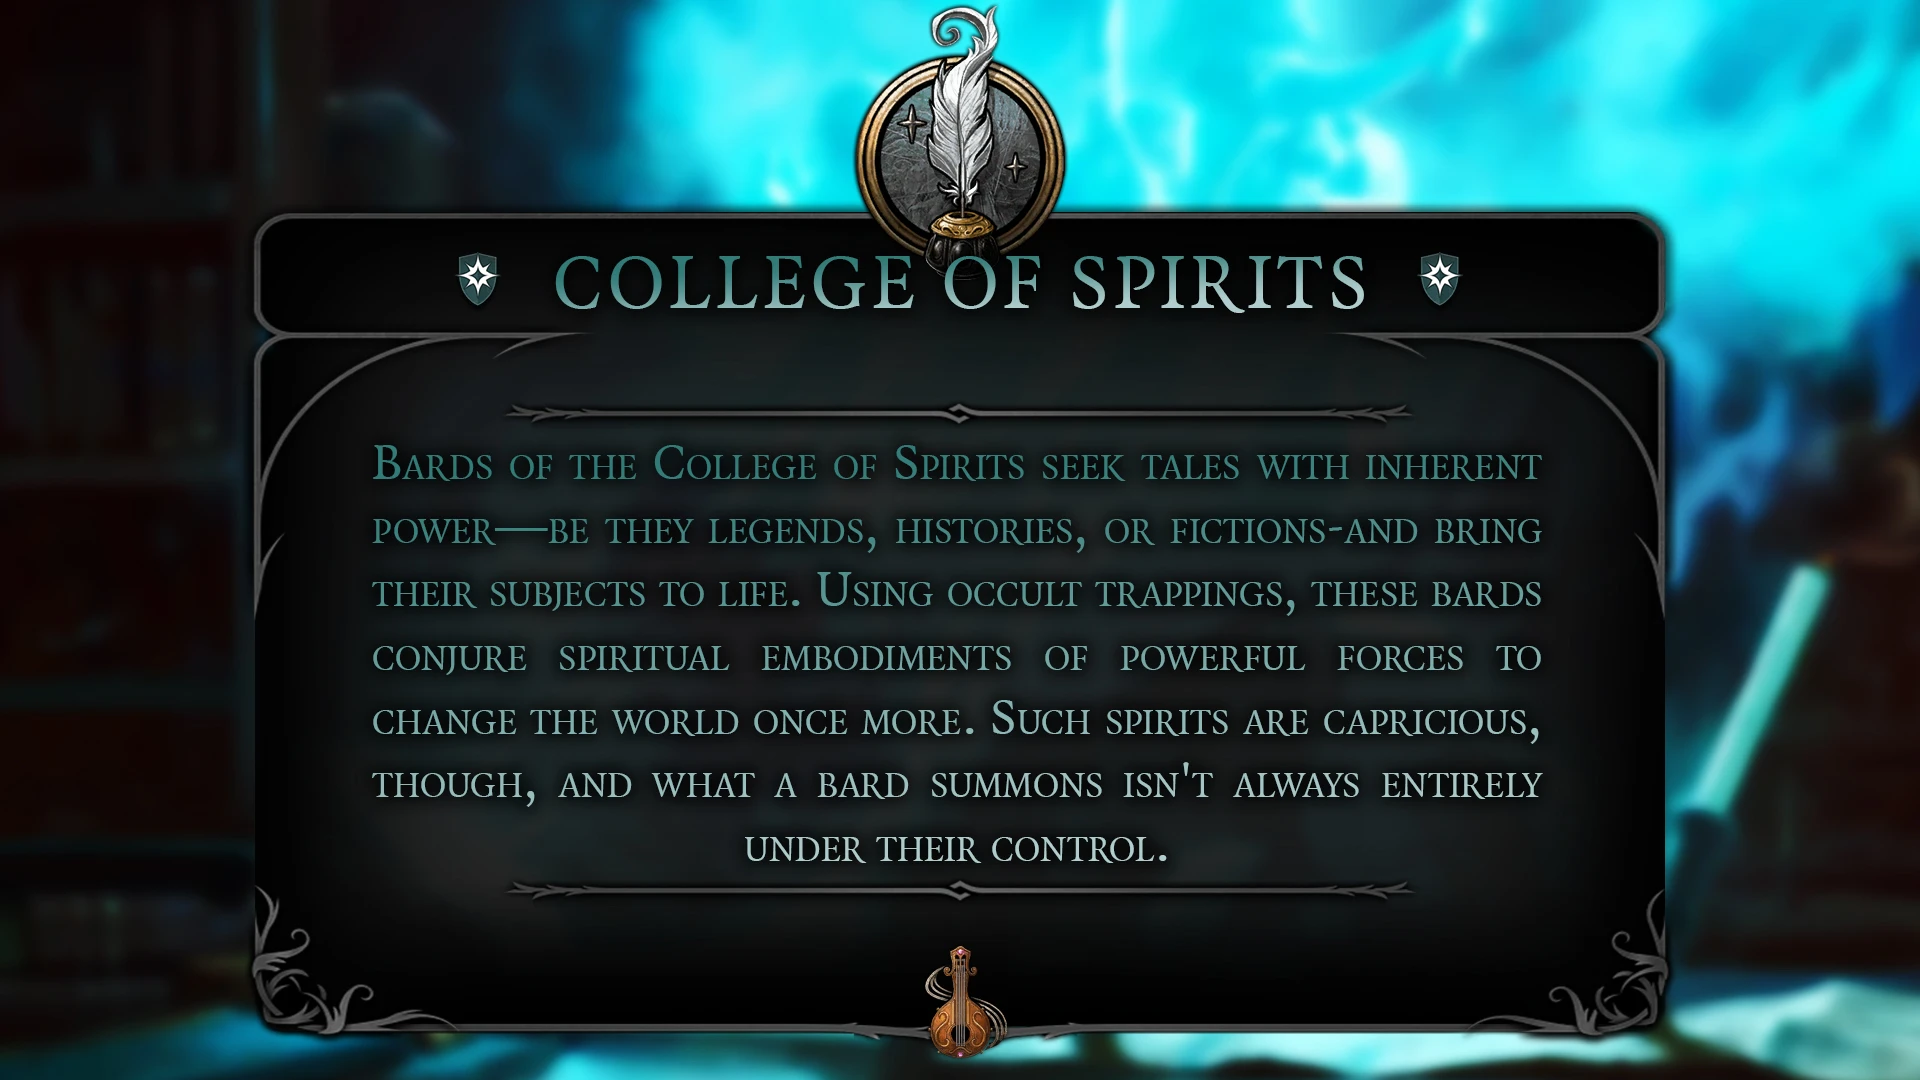 COLLEGE OF SPIRITS
Bards of the College of Spirits seek tales with inherent
power—be they legends, histories, or fictions-and bring
their subjects to life. Using occult trappings, these bards
conjure spiritual embodiments of powerful forces to
change the world once more. Such spirits are capricious,
though, and what a bard summons isn't always entirely
under their control.